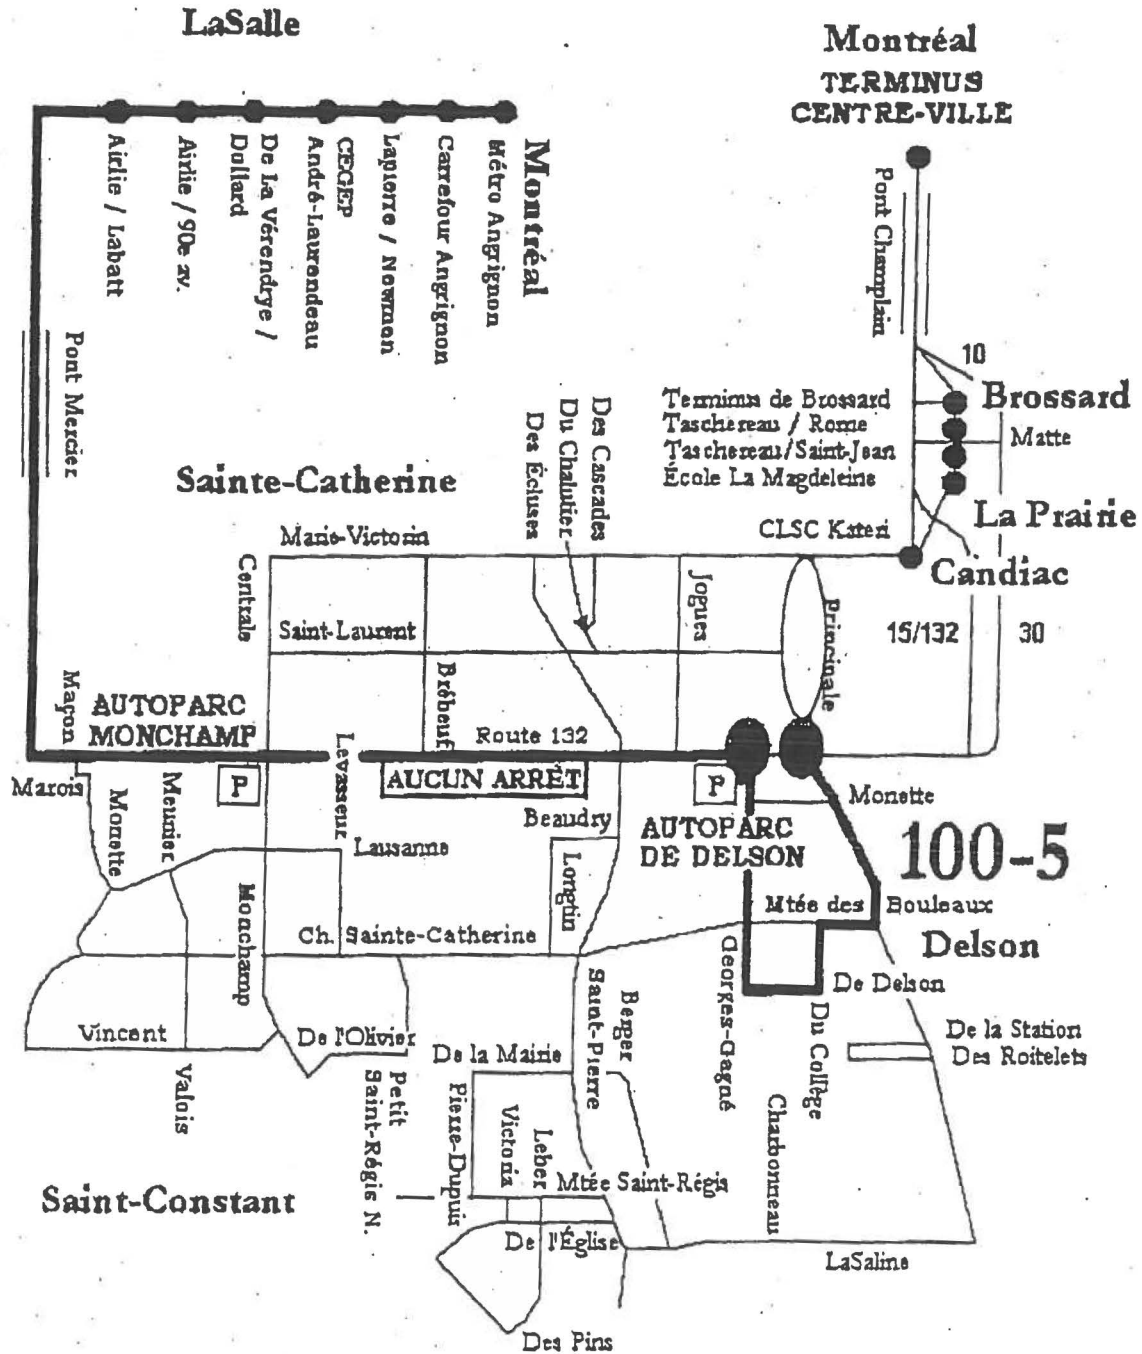 LaSalle
Montréal
TERMINUS
CENTRE-VILLE
Airlie / Labatt
Airlie / 90e av.
De La Vérendrye /
Dollard
CEGEP
André-Laurendeau
Lapierre / Newman
Carrefour Angrignon
Métro Angrignon
Montréal
Pont Champlain
Pont Mercier
10
Brossard
Terminus de Brossard
Taschereau / Rome
Taschereau/Saint-Jean
École La Magdeleine
Matte
La Prairie
Sainte-Catherine
Des Écluses
Du Chalutier
Des Cascades
Marie-Victorin
CLSC Kateri
Candiac
Centrale
Saint-Laurent
Jogues
Principale
15/132
30
Maçon
AUTOPARC
MONCHAMP
Brébeuf
Route 132
Levasseur
Marois
P
AUCUN ARRÊT
P
Monette
Monette
Meunier
Beaudry
AUTOPARC
DE DELSON
100-5
Lausanne
Longtin
Monchamp
Mtée des Bouleaux
Ch. Sainte-Catherine
Delson
Georges-Gagné
De Delson
Du Collège
Vincent
De l'Olivier
Saint-Pierre
Berger
De la Station
Des Roitelets
De la Mairie
Valois
Petit
Saint-Régis N.
Pierre-Dupuis
Victoria
Leber
Charbonneau
Mtée Saint-Régis
Saint-Constant
De l'Église
LaSaline
Des Pins